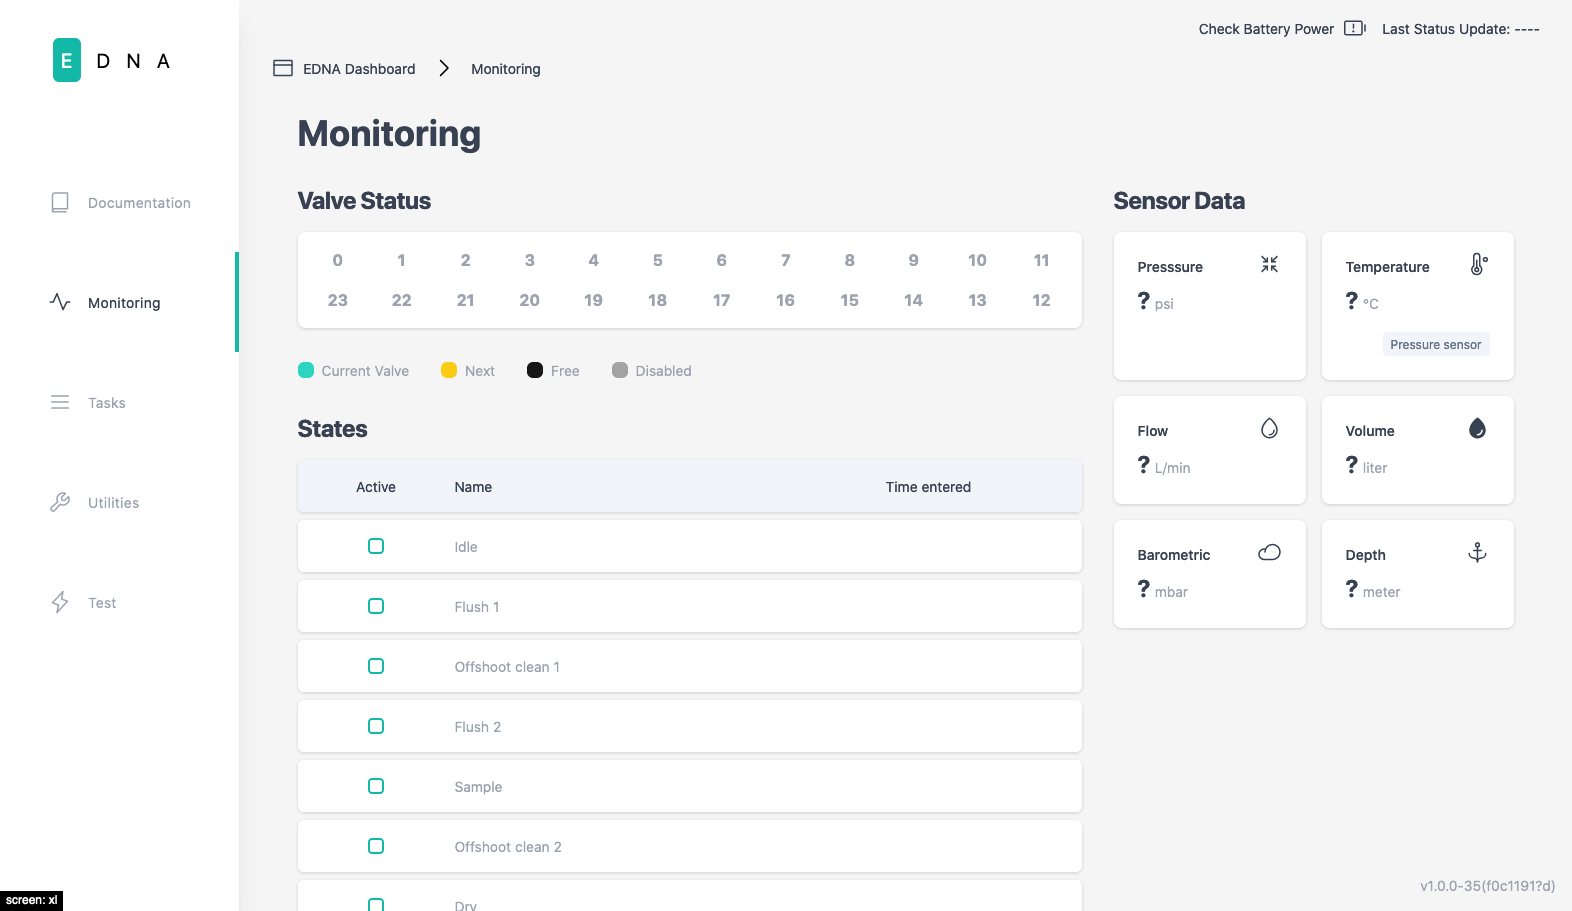 Check Battery Power Last Status Update: ----
E D N A
EDNA Dashboard Monitoring
Monitoring
Documentation
Monitoring
Tasks
Utilities
Test
Valve Status
0 1 2 3 4 5 6 7 8 9 10 11
23 22 21 20 19 18 17 16 15 14 13 12
Current Valve Next Free Disabled
States
Active Name Time entered
Idle
Flush 1
Offshoot clean 1
Flush 2
Sample
Offshoot clean 2
Dry
Sensor Data
Presssure
? psi
Temperature
? °C
Pressure sensor
Flow
? L/min
Volume
? liter
Barometric
? mbar
Depth
? meter
v1.0.0-35(f0c1191?d)
screen: xl